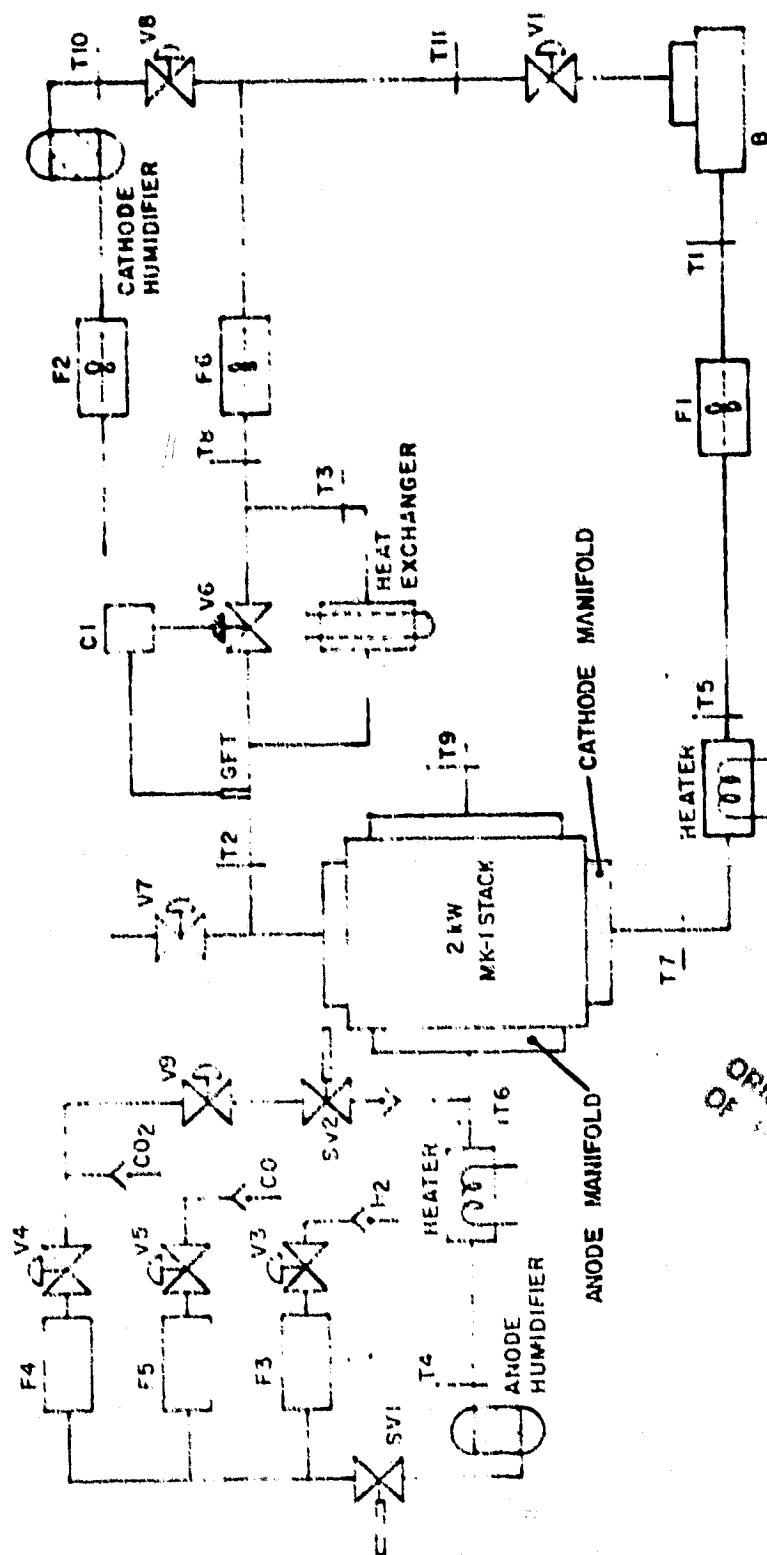 T10
V8
T11
V1
B
CATHODE
HUMIDIFIER
F2
F6
T8
T3
HEAT
EXCHANGER
V6
C1
GFT
T2
V7
T9
2 kW
MK-1 STACK
CATHODE MANIFOLD
T1
F1
T5
HEATER
T7
V9
SV2
CO2
CO
V4
V5
V3
F4
F5
F3
SV1
T4
T6
HEATER
ANODE
HUMIDIFIER
ANODE MANIFOLD
OF